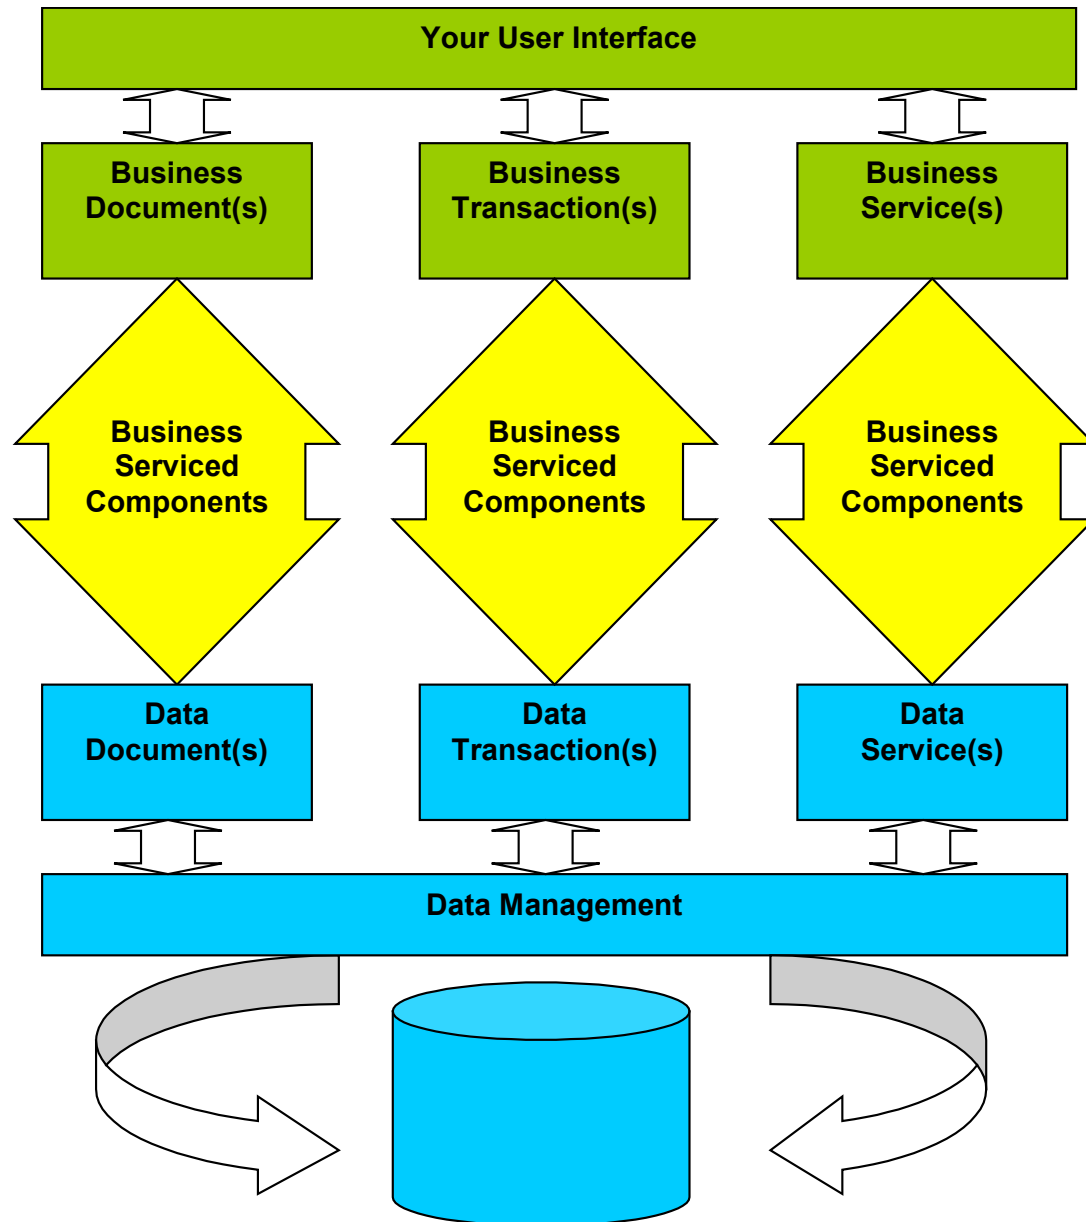 Your User Interface
Business
Document(s)
Business
Transaction(s)
Business
Service(s)
Business
Serviced
Components
Business
Serviced
Components
Business
Serviced
Components
Data
Document(s)
Data
Transaction(s)
Data
Service(s)
Data Management